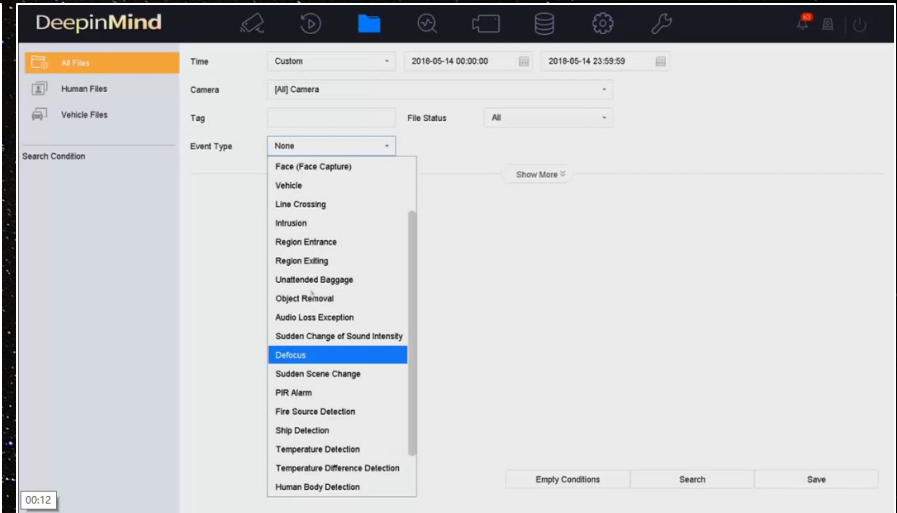 DeepinMind
63
All Files
Human Files
Vehicle Files
Search Condition
Time Custom 2018-05-14 00:00:00 2018-05-14 23:59:59
Camera [All] Camera
Tag File Status All
Event Type None
Show More
Face (Face Capture)
Vehicle
Line Crossing
Intrusion
Region Entrance
Region Exiting
Unattended Baggage
Object Removal
Audio Loss Exception
Sudden Change of Sound Intensity
Defocus
Sudden Scene Change
PIR Alarm
Fire Source Detection
Ship Detection
Temperature Detection
Temperature Difference Detection
Human Body Detection
Empty Conditions Search Save
00:12